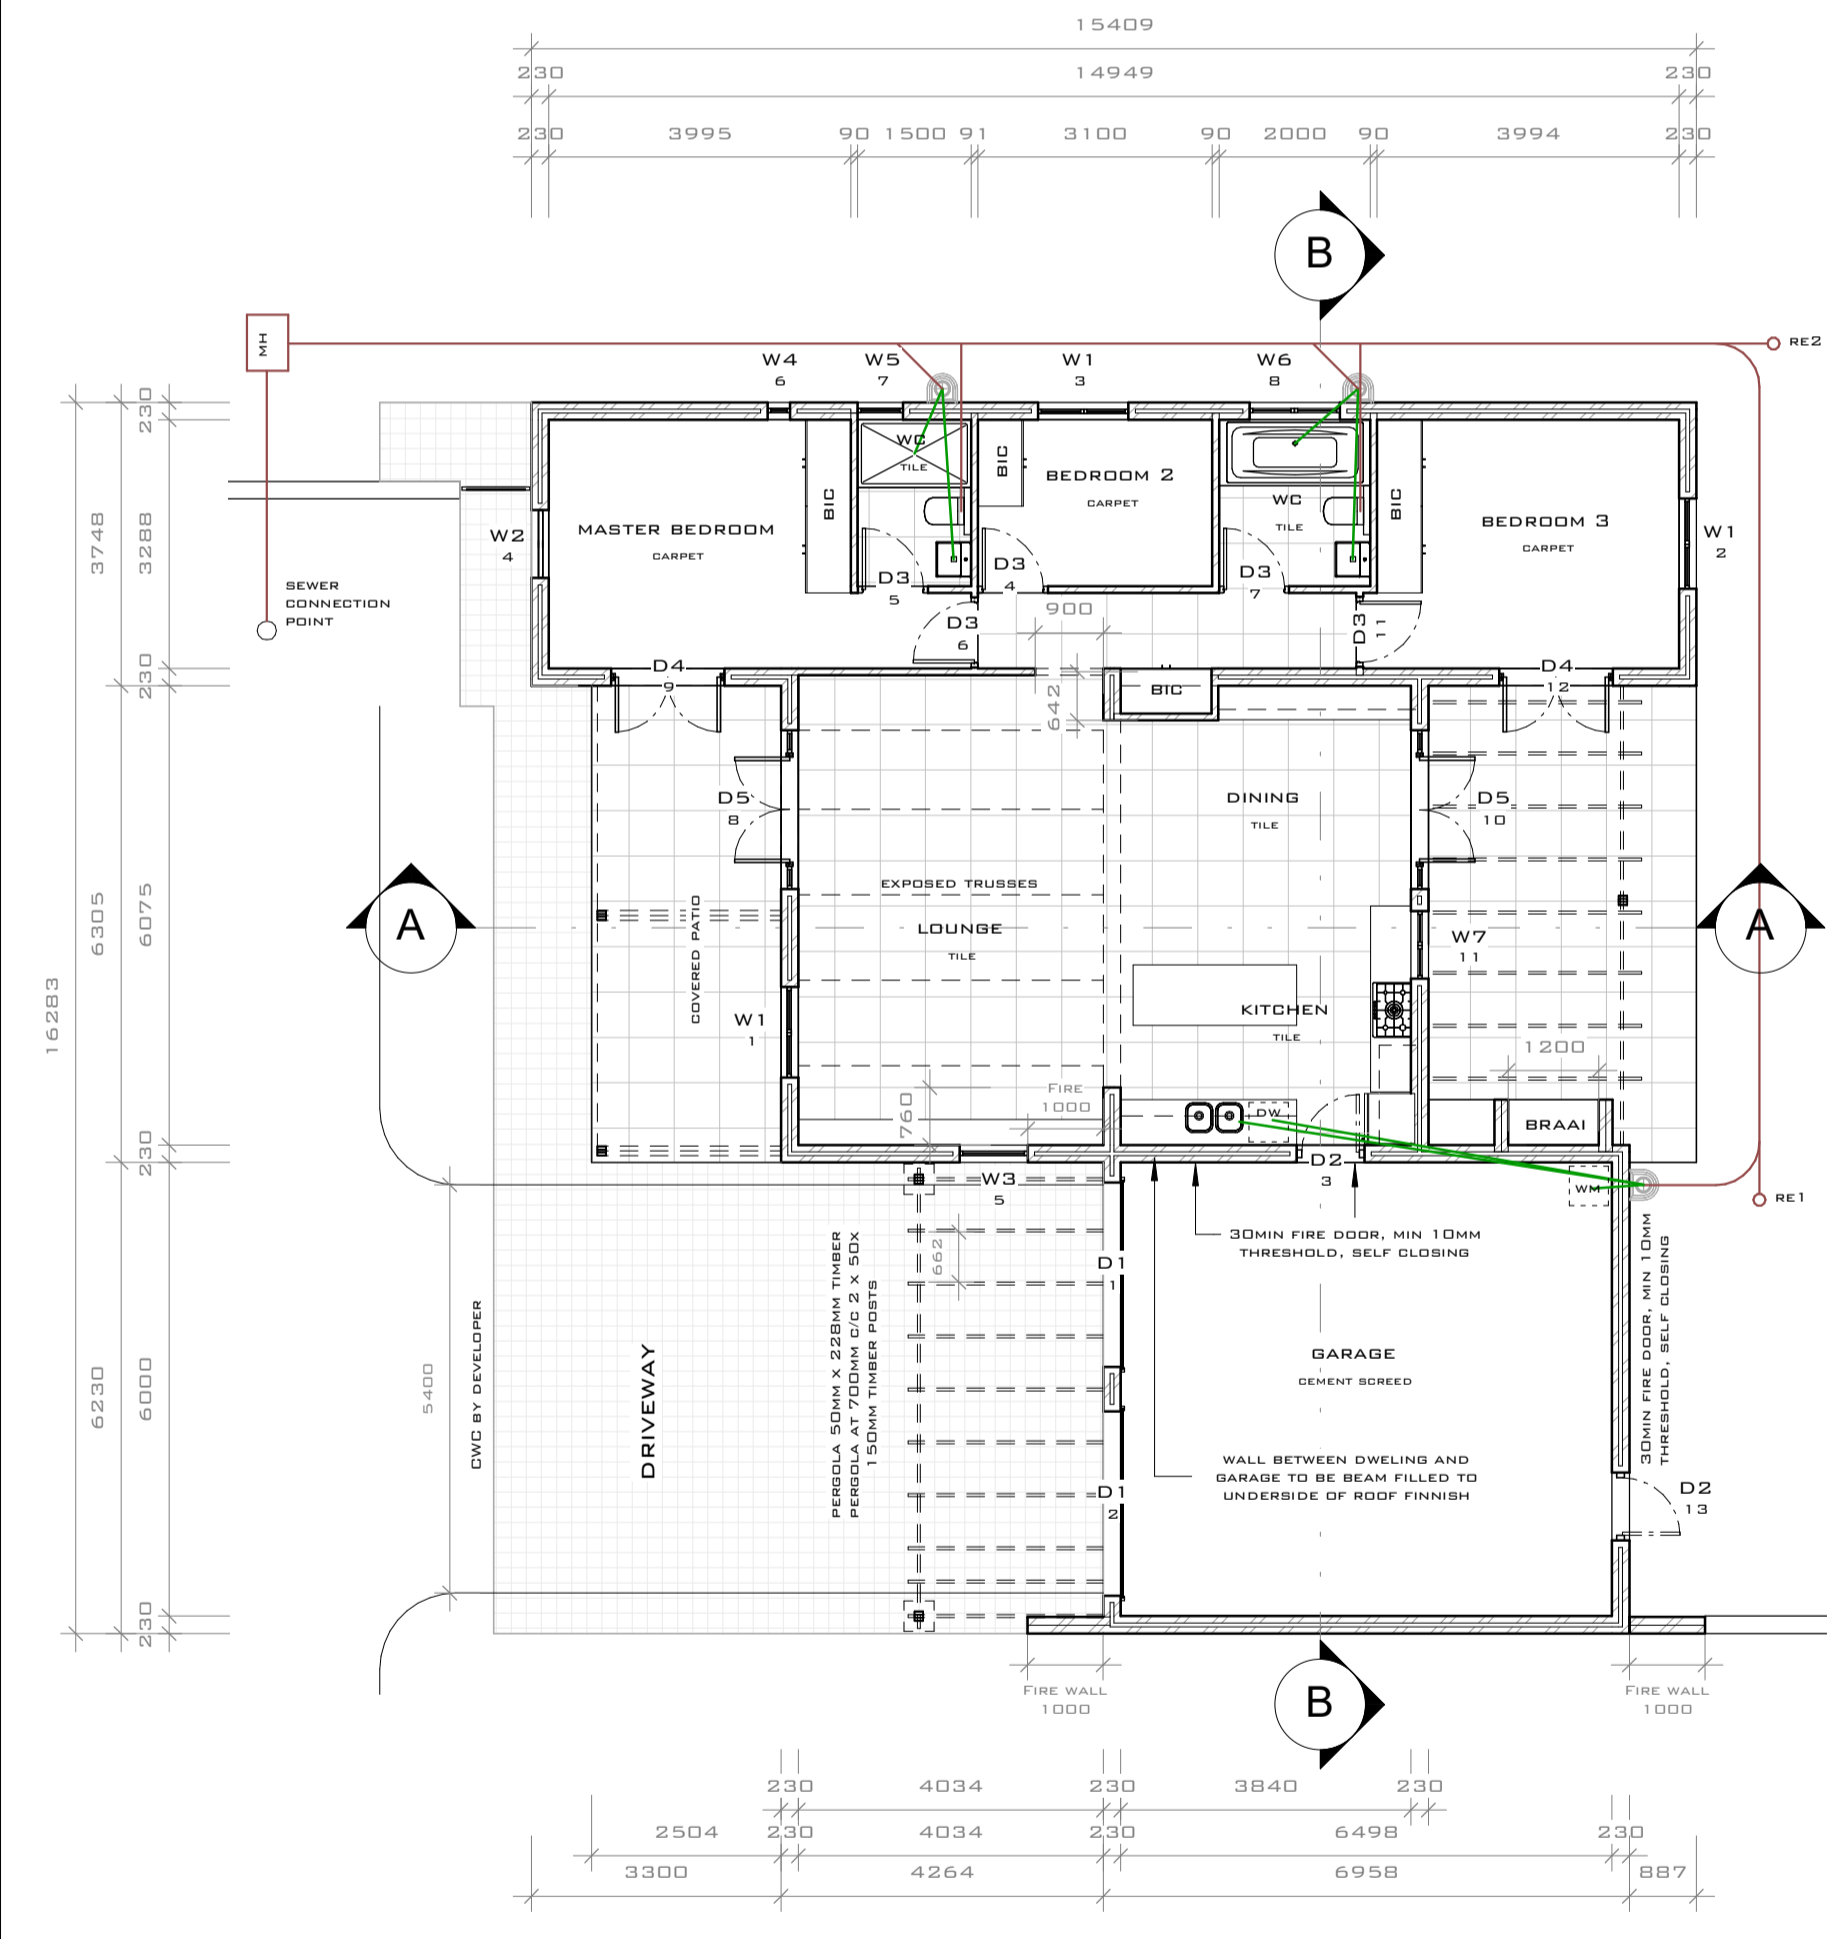 15409
230 14949 230
230 3995 90 1500 91 3100 90 2000 90 3994 230
B
MH
RE2
W4
6
W5
7
W1
3
W6
8
230
3748
3288
230
SEWER
CONNECTION
POINT
W2
4
MASTER BEDROOM
CARPET
BIC
WC
TILE
BIC
BEDROOM 2
CARPET
WC
TILE
BIC
BEDROOM 3
CARPET
W1
2
D3
5
D3
4
D3
7
D3
6
D3
11
900
642
BIC
D4
9
D4
12
D5
8
D5
10
DINING
TILE
EXPOSED TRUSSES
LOUNGE
TILE
COVERED PATIO
W1
1
KITCHEN
TILE
W7
11
A
A
16283
6305
6075
230
760
FIRE
1000
DW
1200
BRAAI
WM
RE1
W3
5
D2
3
30MIN FIRE DOOR, MIN 10MM
THRESHOLD, SELF CLOSING
30MIN FIRE DOOR, MIN 10MM
THRESHOLD, SELF CLOSING
662
D1
1
PERGOLA 50MM X 228MM TIMBER
PERGOLA AT 700MM C/C 2 X 50X
150MM TIMBER POSTS
DRIVEWAY
CWC BY DEVELOPER
5400
6230
6000
230
GARAGE
CEMENT SCREED
WALL BETWEEN DWELING AND
GARAGE TO BE BEAM FILLED TO
UNDERSIDE OF ROOF FINNISH
D1
2
D2
13
FIRE WALL
1000
B
FIRE WALL
1000
230 4034 230 3840 230
2504 230 4034 230 6498 230
3300 4264 6958 887